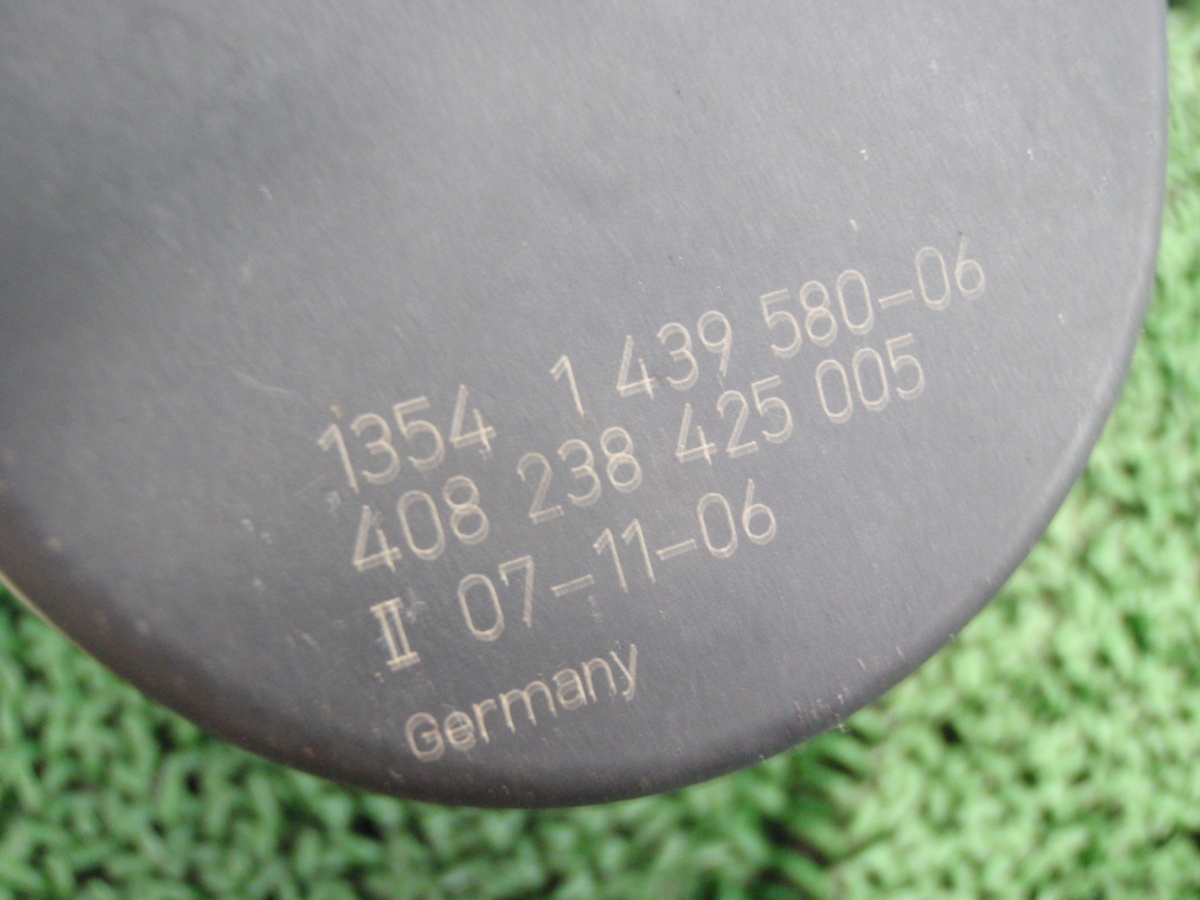 1354 1 439 580-06
408 238 425 005
II 07-11-06
Germany